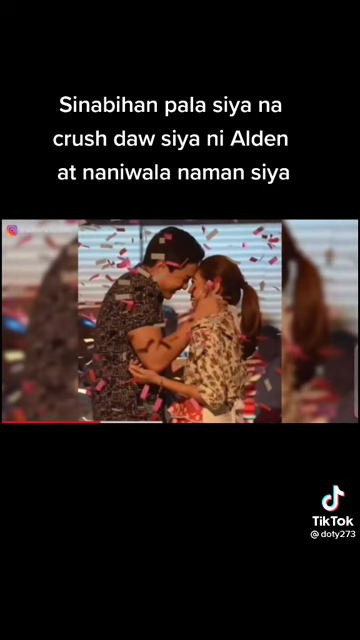 Sinabihan pala siya na
crush daw siya ni Alden
at naniwala naman siya
TikTok
@doty273